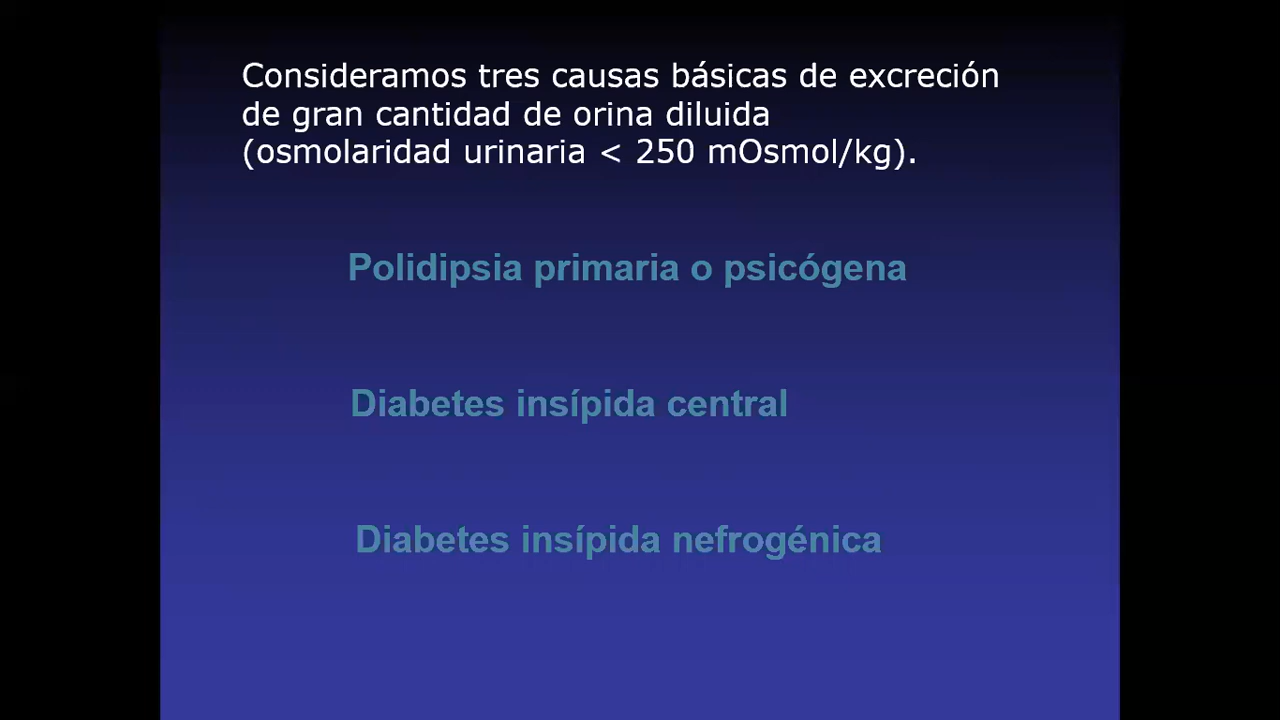 Consideramos tres causas básicas de excreción
de gran cantidad de orina diluida
(osmolaridad urinaria < 250 mOsmol/kg).
Polidipsia primaria o psicógena
Diabetes insípida central
Diabetes insípida nefrogénica